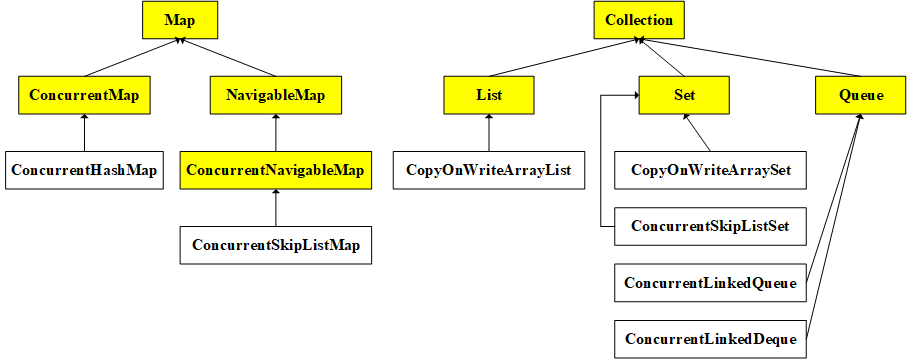 Map
Collection
ConcurrentMap
NavigableMap
List
Set
Queue
ConcurrentHashMap
ConcurrentNavigableMap
CopyOnWriteArrayList
CopyOnWriteArraySet
ConcurrentSkipListMap
ConcurrentSkipListSet
ConcurrentLinkedQueue
ConcurrentLinkedDeque